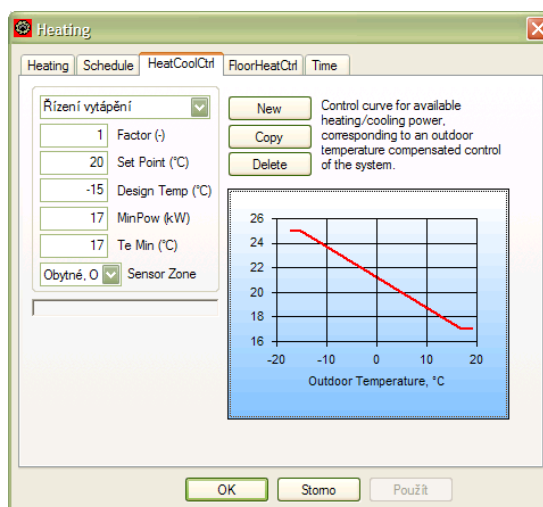 Heating
Heating Schedule HeatCoolCtrl FloorHeatCtrl Time
Řízení vytápění
1 Factor (-)
20 Set Point (°C)
-15 Design Temp (°C)
17 MinPow (kW)
17 Te Min (°C)
Obytné, O Sensor Zone
New
Copy
Delete
Control curve for available
heating/cooling power,
corresponding to an outdoor
temperature compensated control
of the system.
26
24
22
20
18
16
-20 -10 0 10 20
Outdoor Temperature, °C
OK Storno Použít